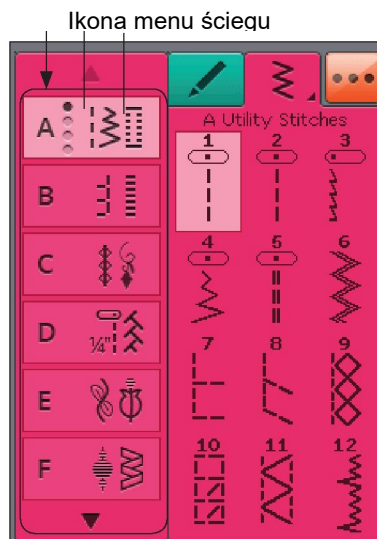 Ikona menu ściegu
A Utility Stitches
A
B
C
D
1/4"
E
F
1 2 3
4 5 6
7 8 9
10 11 12